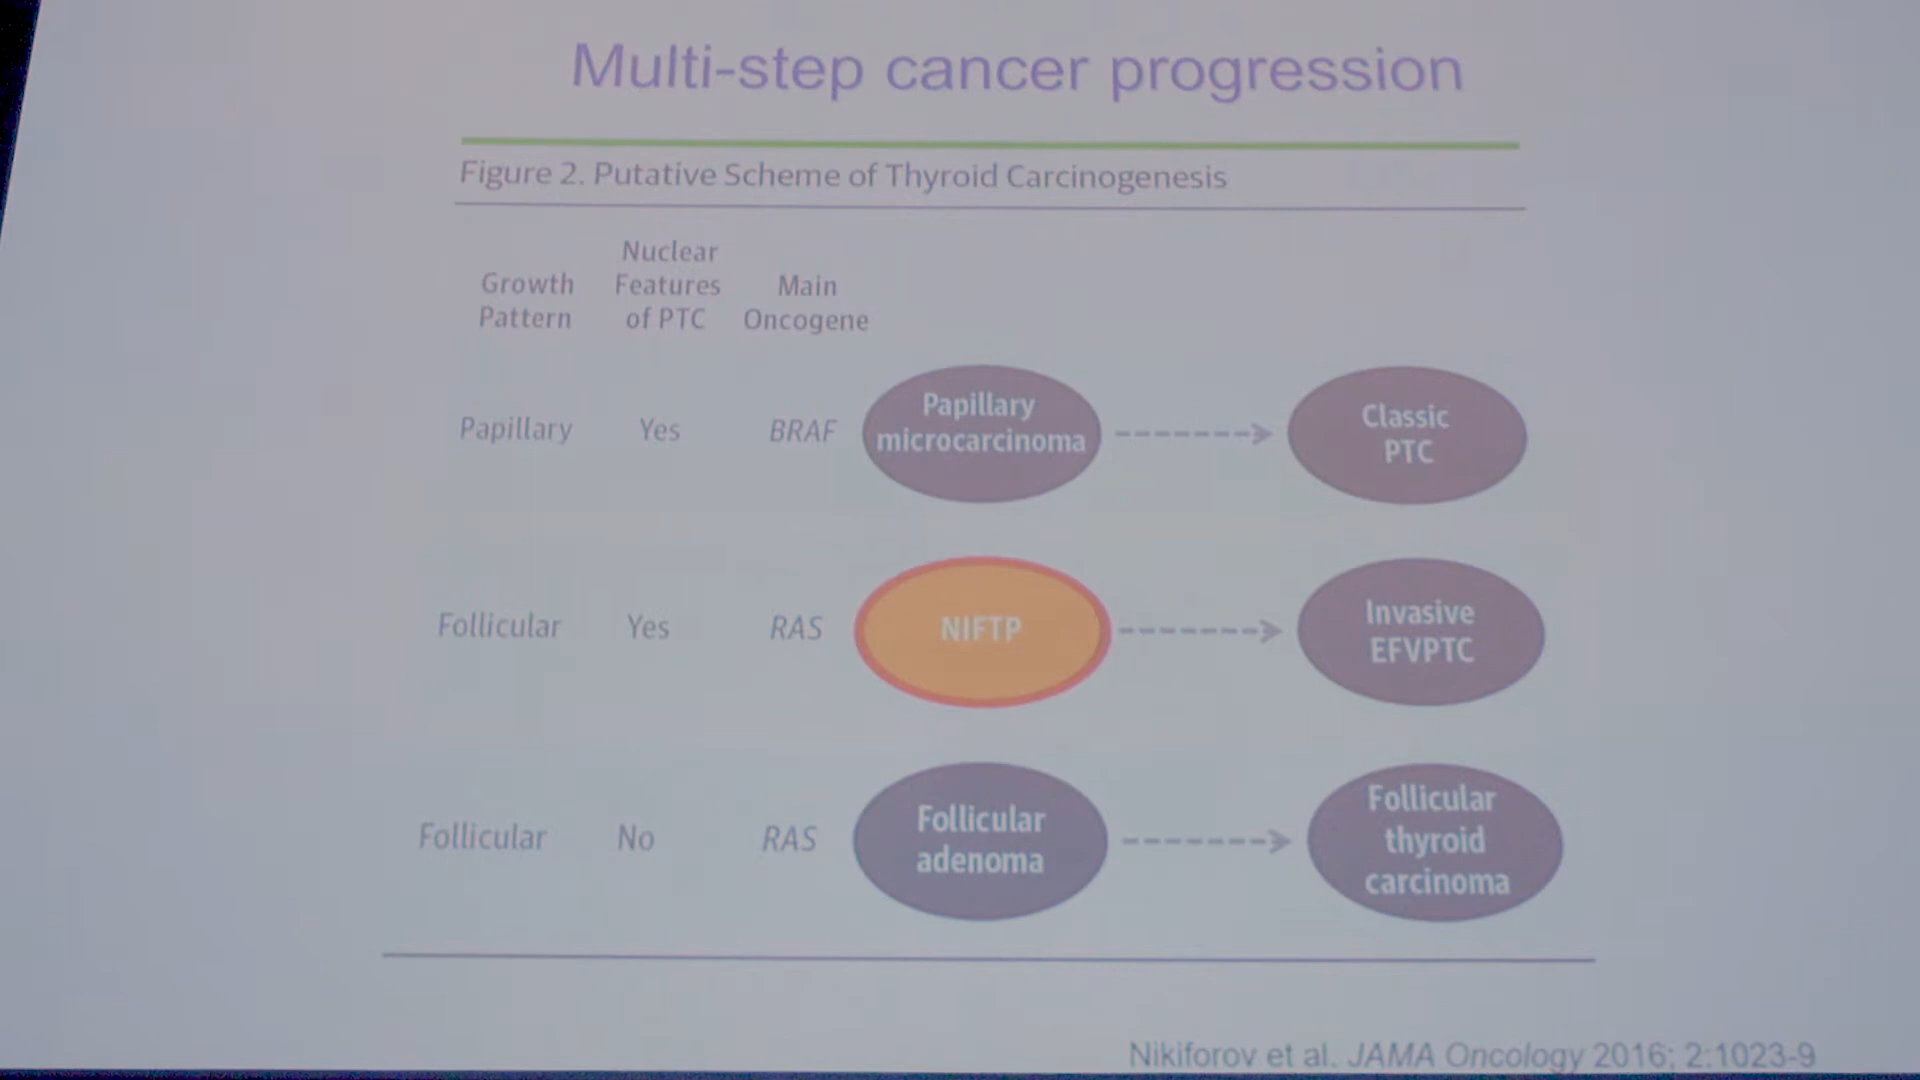 Multi-step cancer progression
Figure 2. Putative Scheme of Thyroid Carcinogenesis
Growth
Pattern
Nuclear
Features
of PTC
Main
Oncogene
Papillary
Yes
BRAF
Papillary
microcarcinoma
Classic
PTC
Follicular
Yes
RAS
NIFTP
Invasive
EFVPTC
Follicular
No
RAS
Follicular
adenoma
Follicular
thyroid
carcinoma
Nikiforov et al. JAMA Oncology 2016; 2:1023-9